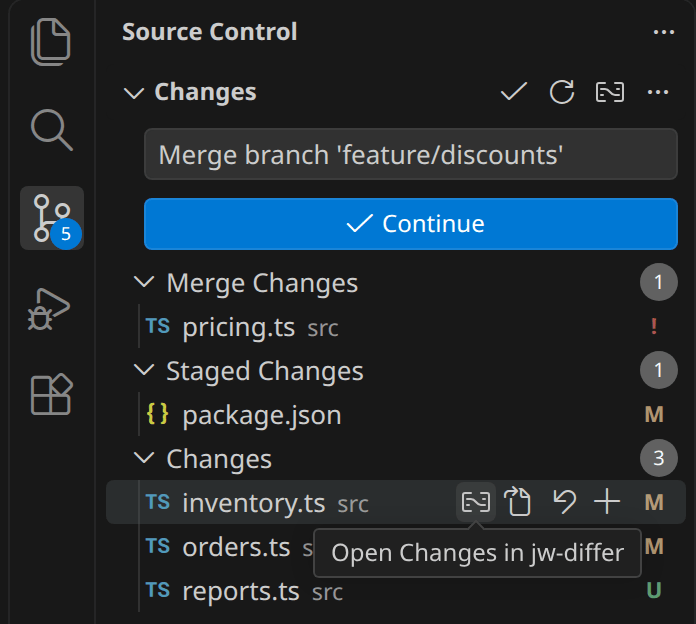 Source Control
Changes
Merge branch 'feature/discounts'
5
Continue
Merge Changes 1
TS pricing.ts src !
Staged Changes 1
{} package.json M
Changes 3
TS inventory.ts src M
TS orders.ts s M
Open Changes in jw-differ
TS reports.ts src U